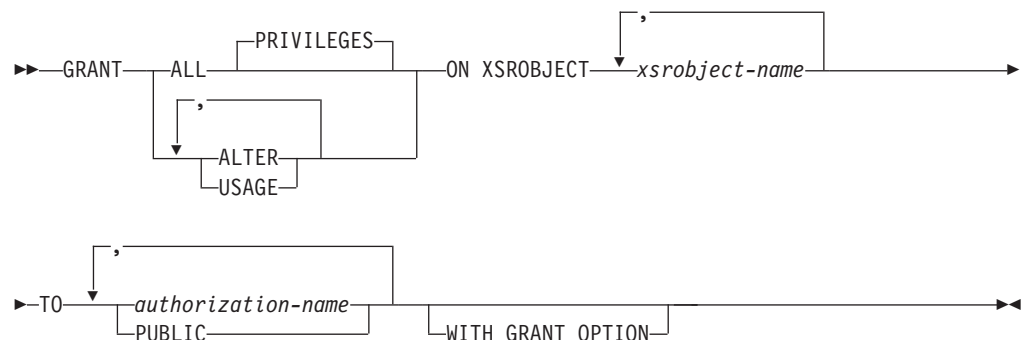 PRIVILEGES
,
GRANT ALL ON XSROBJECT xsrobject-name
,
ALTER
USAGE
,
TO authorization-name
PUBLIC WITH GRANT OPTION